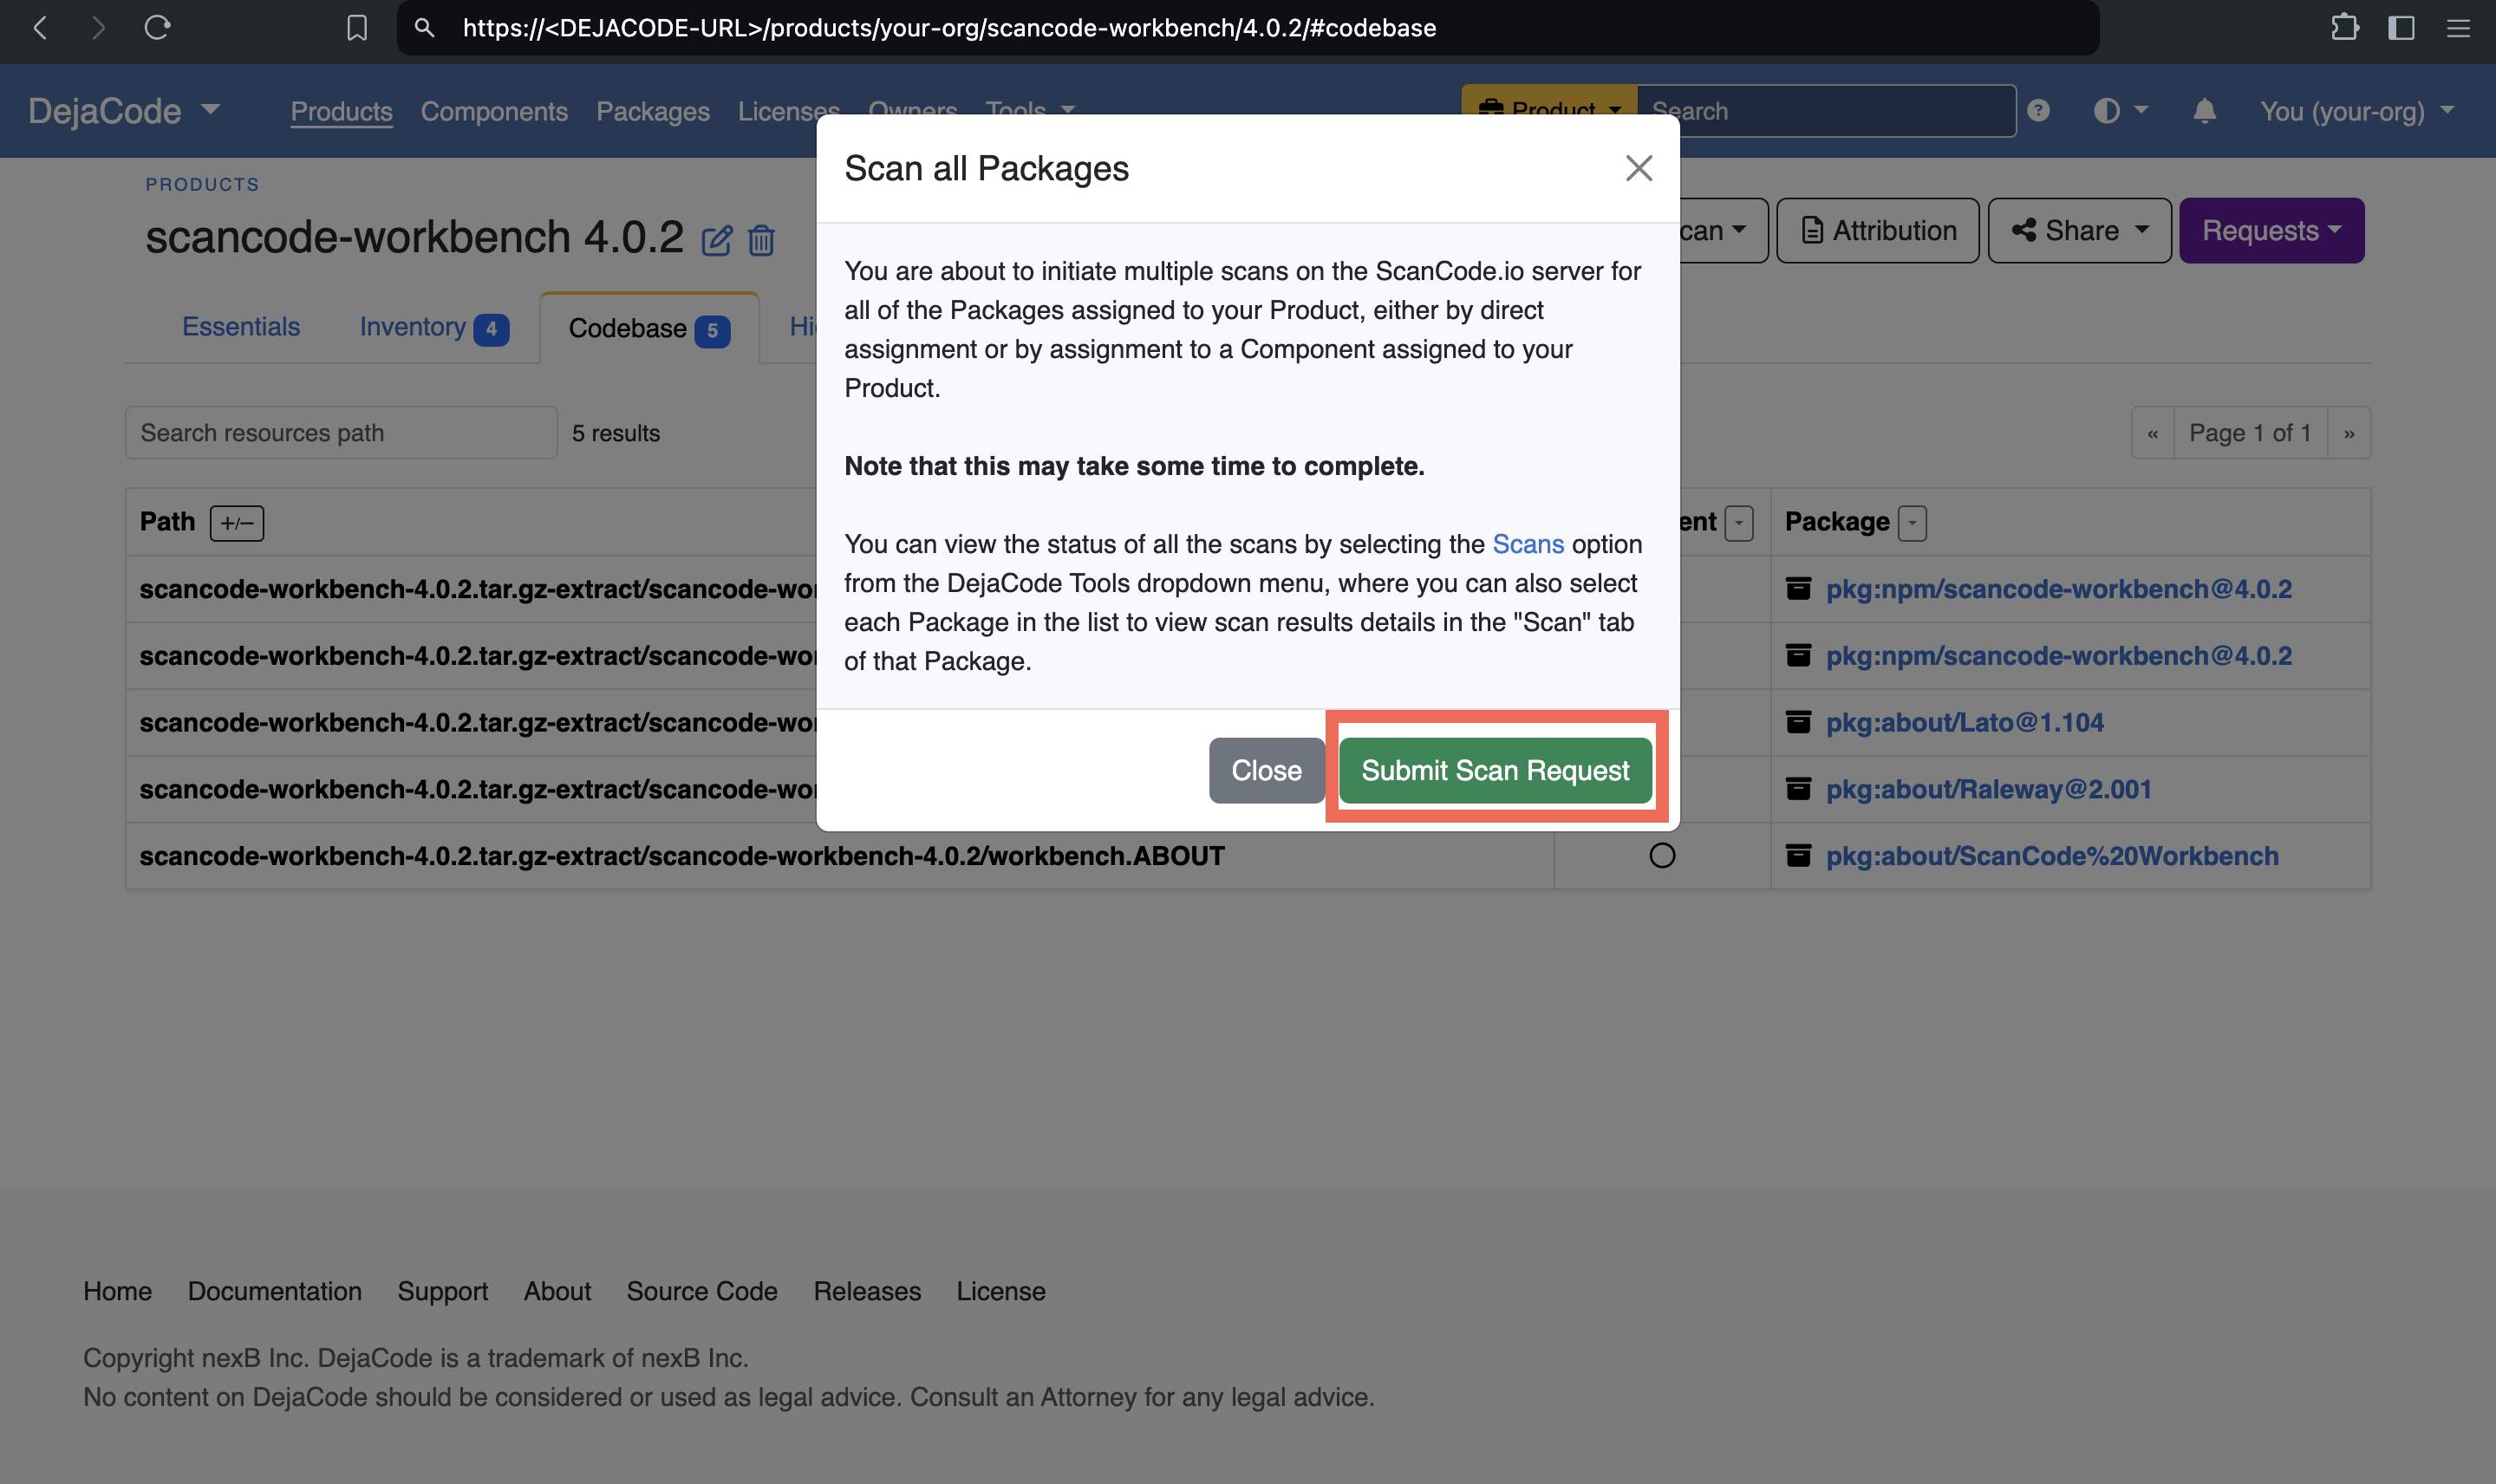 https://<DEJACODE-URL>/products/your-org/scancode-workbench/4.0.2/#codebase
DejaCode Products Components Packages Licenses Owners Tools Product Search You (your-org)
PRODUCTS
scancode-workbench 4.0.2
Attribution Share Requests
Essentials Inventory 4 Codebase 5
Search resources path 5 results « Page 1 of 1 »
Path +/- Package
scancode-workbench-4.0.2.tar.gz-extract/ pkg:npm/scancode-workbench@4.0.2
scancode-workbench-4.0.2.tar.gz-extract/ pkg:npm/scancode-workbench@4.0.2
scancode-workbench-4.0.2.tar.gz-extract/ pkg:about/Lato@1.104
scancode-workbench-4.0.2.tar.gz-extract/ pkg:about/Raleway@2.001
scancode-workbench-4.0.2.tar.gz-extract/scancode-workbench-4.0.2/workbench.ABOUT pkg:about/ScanCode%20Workbench
Scan all Packages
You are about to initiate multiple scans on the ScanCode.io server for
all of the Packages assigned to your Product, either by direct
assignment or by assignment to a Component assigned to your
Product.
Note that this may take some time to complete.
You can view the status of all the scans by selecting the Scans option
from the DejaCode Tools dropdown menu, where you can also select
each Package in the list to view scan results details in the "Scan" tab
of that Package.
Close Submit Scan Request
Home Documentation Support About Source Code Releases License
Copyright nexB Inc. DejaCode is a trademark of nexB Inc.
No content on DejaCode should be considered or used as legal advice. Consult an Attorney for any legal advice.